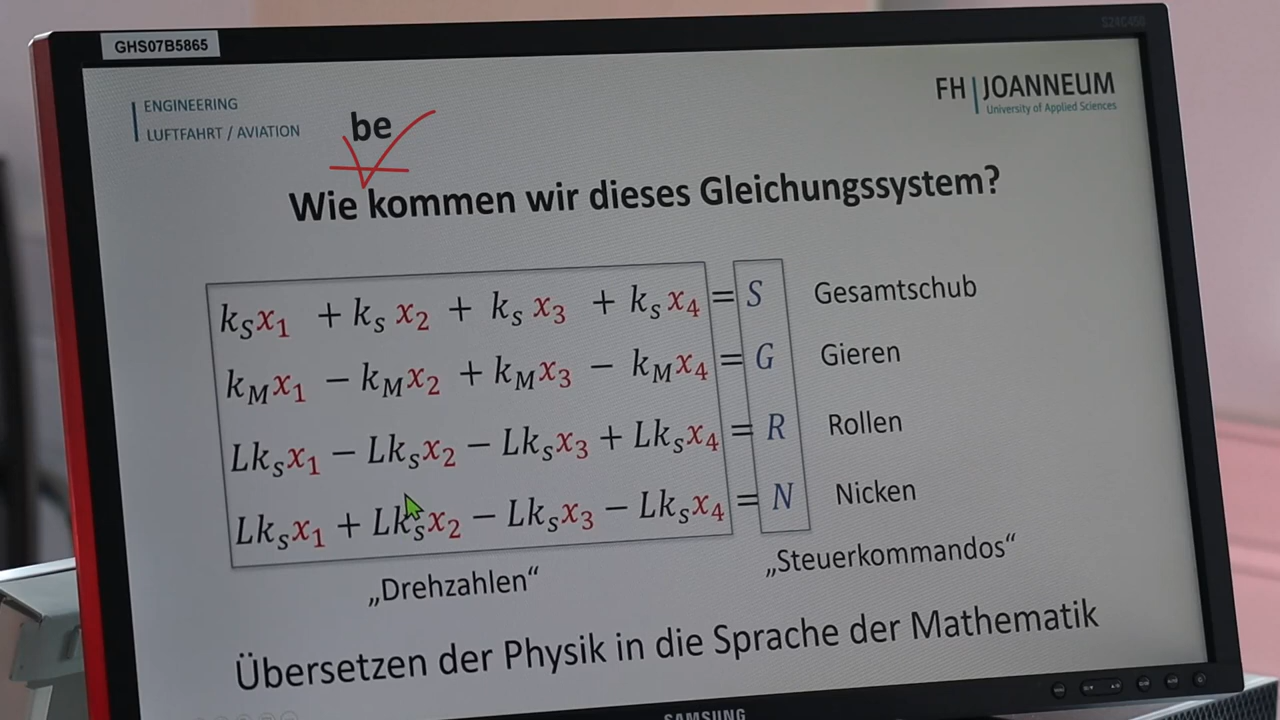 GHS07B5865
S24C450
ENGINEERING
LUFTFAHRT / AVIATION
FH | JOANNEUM
University of Applied Sciences
be
Wie kommen wir dieses Gleichungssystem?
k_S x_1 + k_S x_2 + k_S x_3 + k_S x_4 = S Gesamtschub
k_M x_1 − k_M x_2 + k_M x_3 − k_M x_4 = G Gieren
Lk_S x_1 − Lk_S x_2 − Lk_S x_3 + Lk_S x_4 = R Rollen
Lk_S x_1 + Lk_S x_2 − Lk_S x_3 − Lk_S x_4 = N Nicken
„Drehzahlen“ „Steuerkommandos“
Übersetzen der Physik in die Sprache der Mathematik
SAMSUNG